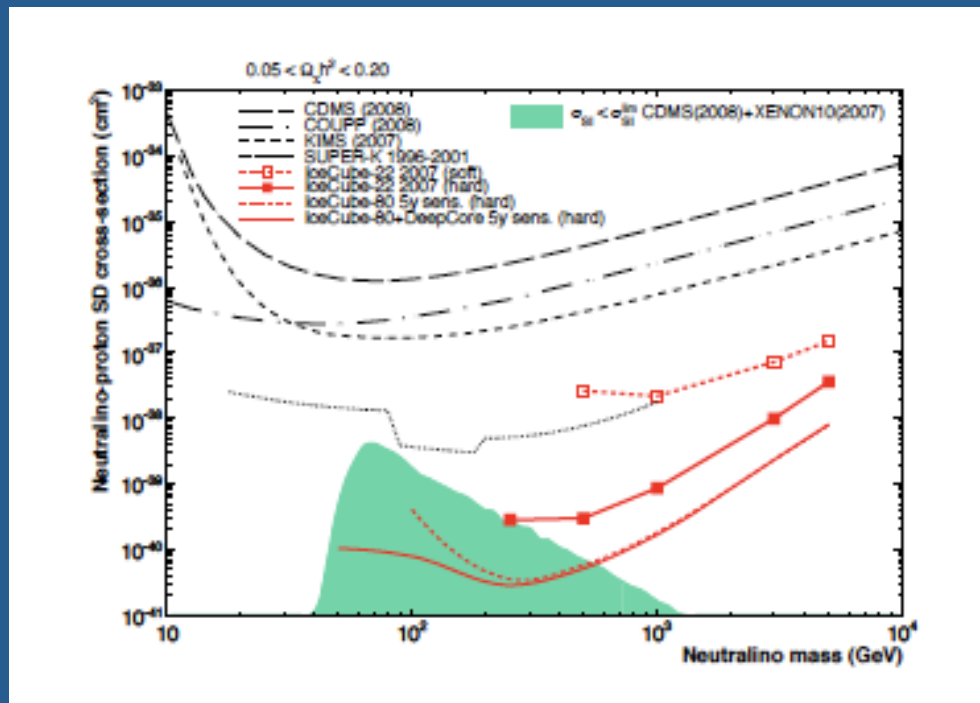 0.05 < Ωχh² < 0.20
CDMS (2008)
COUPP (2008)
KIMS (2007)
SUPER-K 1996-2001
IceCube-22 2007 (soft)
IceCube-22 2007 (hard)
IceCube-80 5y sens. (hard)
IceCube-80+DeepCore 5y sens. (hard)
σSI < σSI^lim CDMS(2008)+XENON10(2007)
Neutralino-proton SD cross-section (cm²)
10⁻³³
10⁻³⁴
10⁻³⁵
10⁻³⁶
10⁻³⁷
10⁻³⁸
10⁻³⁹
10⁻⁴⁰
10⁻⁴¹
10 10² 10³ 10⁴
Neutralino mass (GeV)